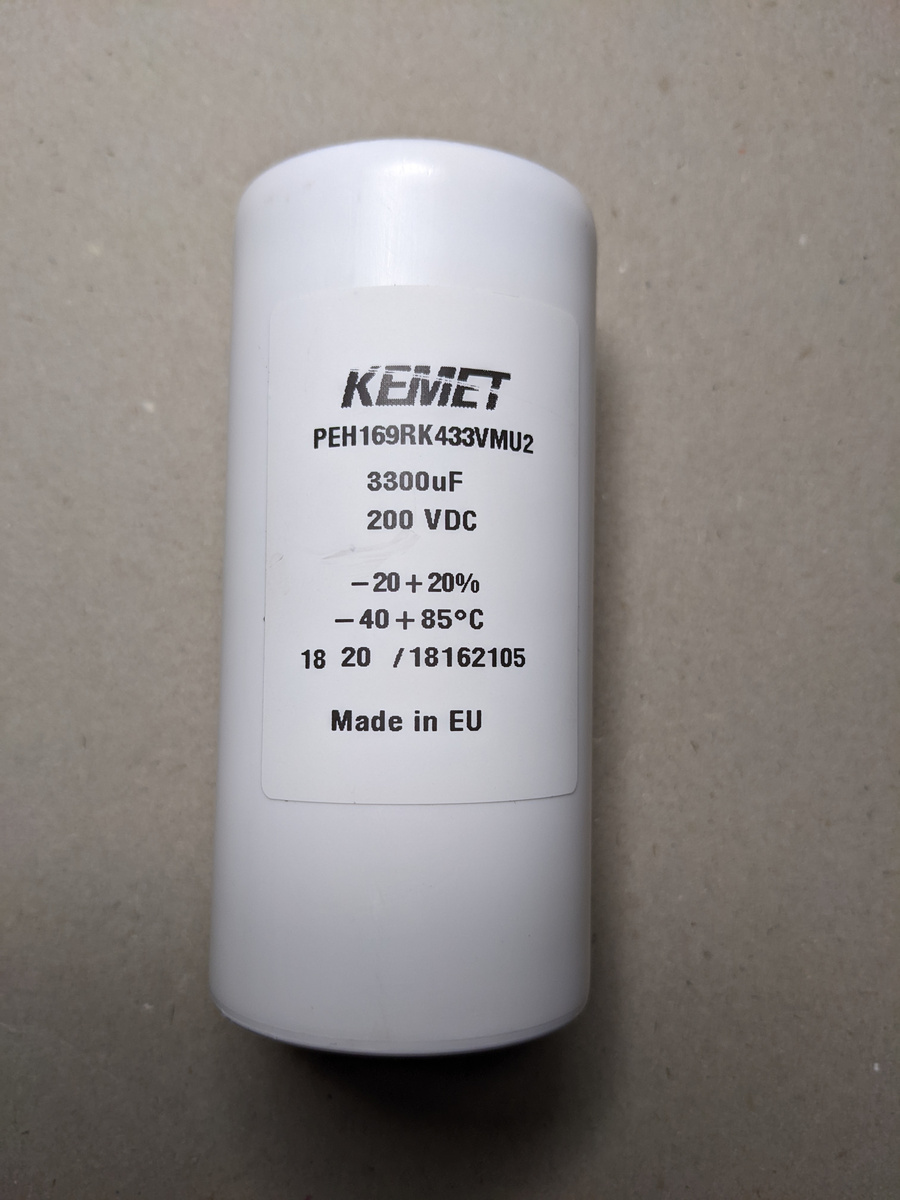 KEMET
PEH169RK433VMU2
3300uF
200 VDC
−20+20%
−40+85°C
18 20 /18162105
Made in EU